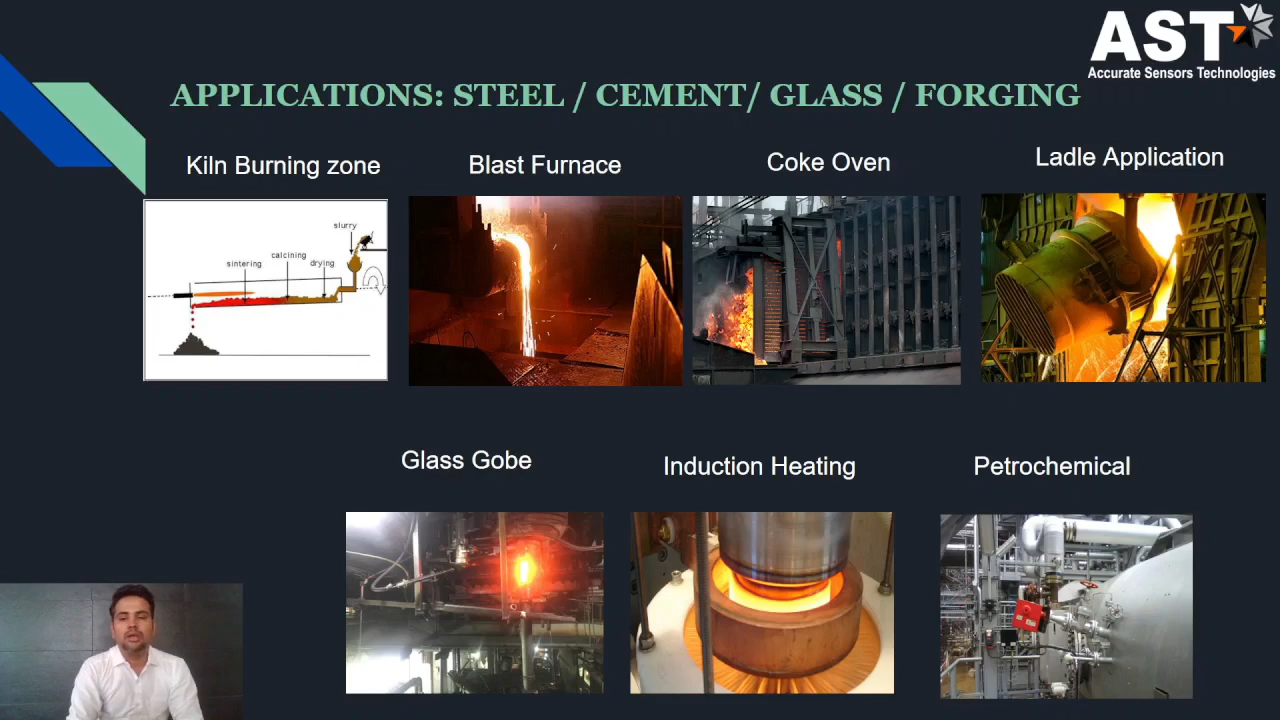 AST
Accurate Sensors Technologies
APPLICATIONS: STEEL / CEMENT/ GLASS / FORGING
Kiln Burning zone
Blast Furnace
Coke Oven
Ladle Application
slurry
calcining
sintering
drying
Glass Gobe
Induction Heating
Petrochemical